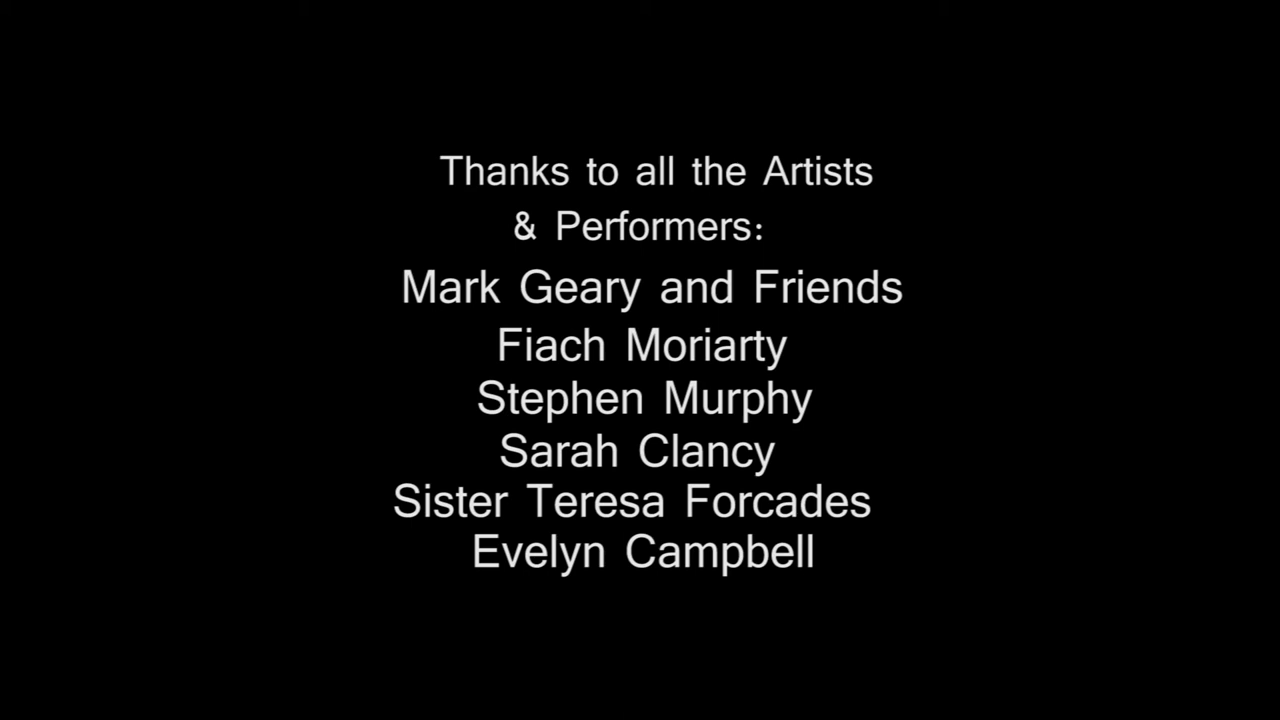 Thanks to all the Artists
& Performers:
Mark Geary and Friends
Fiach Moriarty
Stephen Murphy
Sarah Clancy
Sister Teresa Forcades
Evelyn Campbell